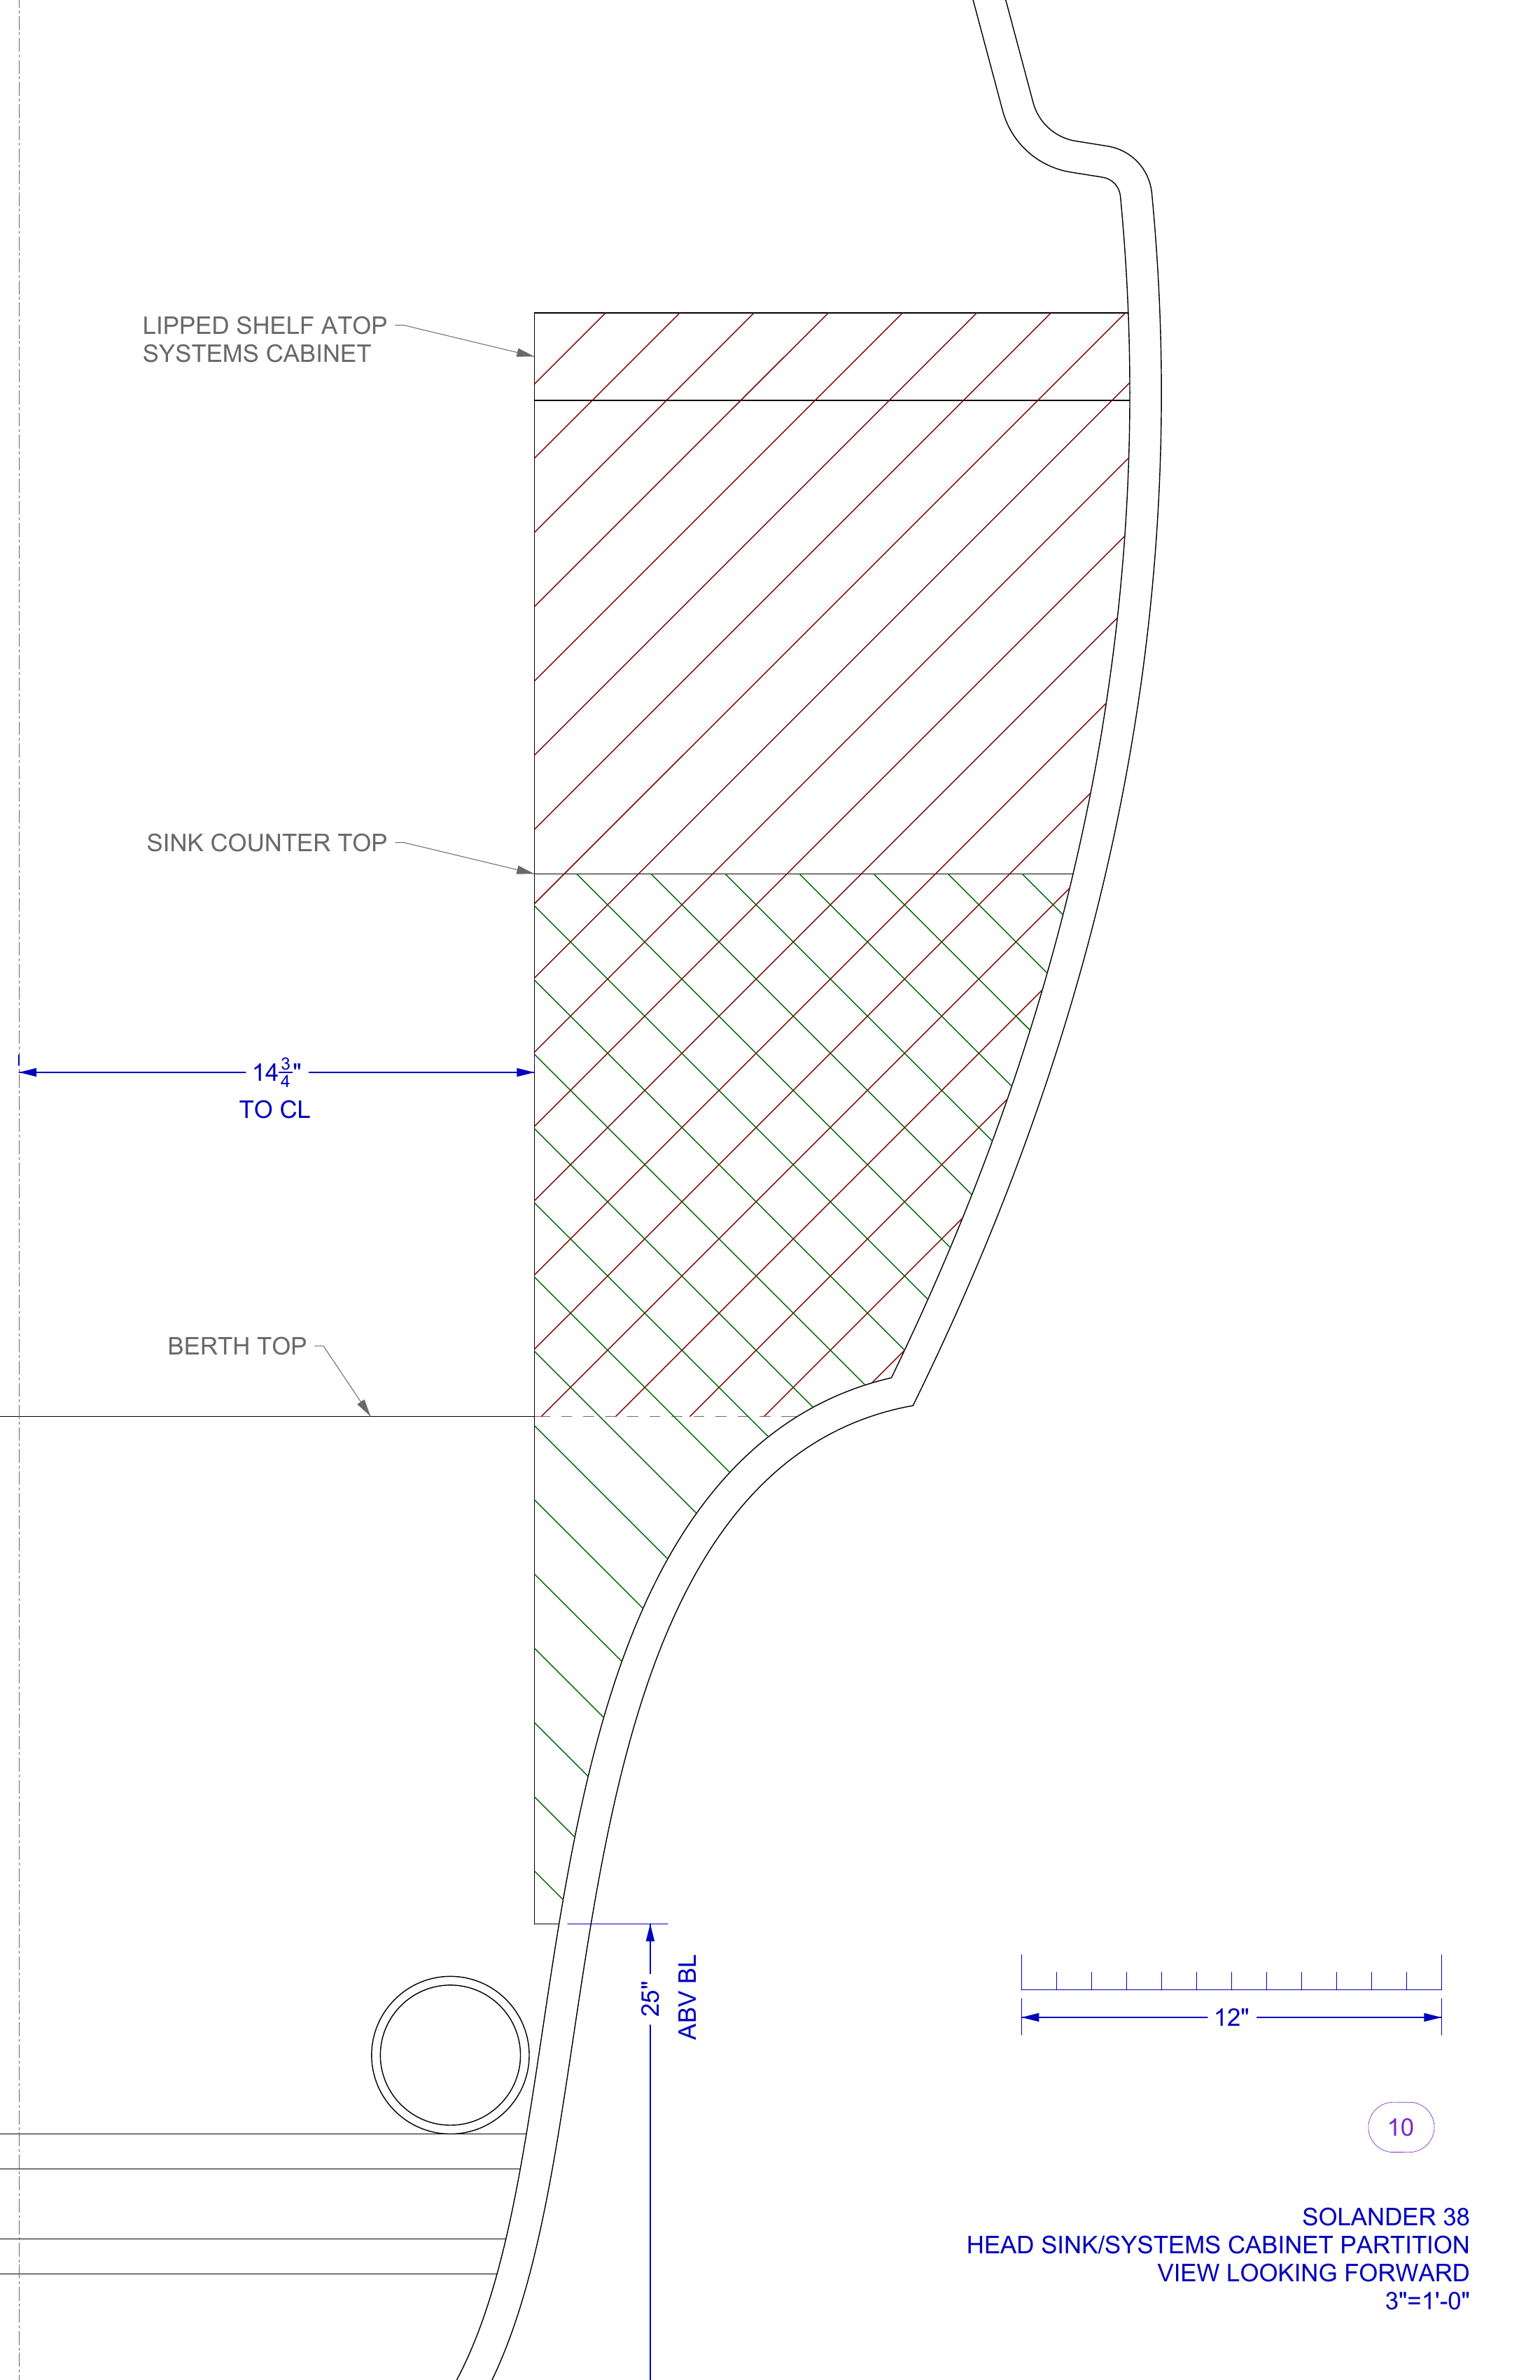 LIPPED SHELF ATOP
SYSTEMS CABINET
SINK COUNTER TOP
14 3/4"
TO CL
BERTH TOP
25"
ABV BL
12"
10
SOLANDER 38
HEAD SINK/SYSTEMS CABINET PARTITION
VIEW LOOKING FORWARD
3"=1'-0"